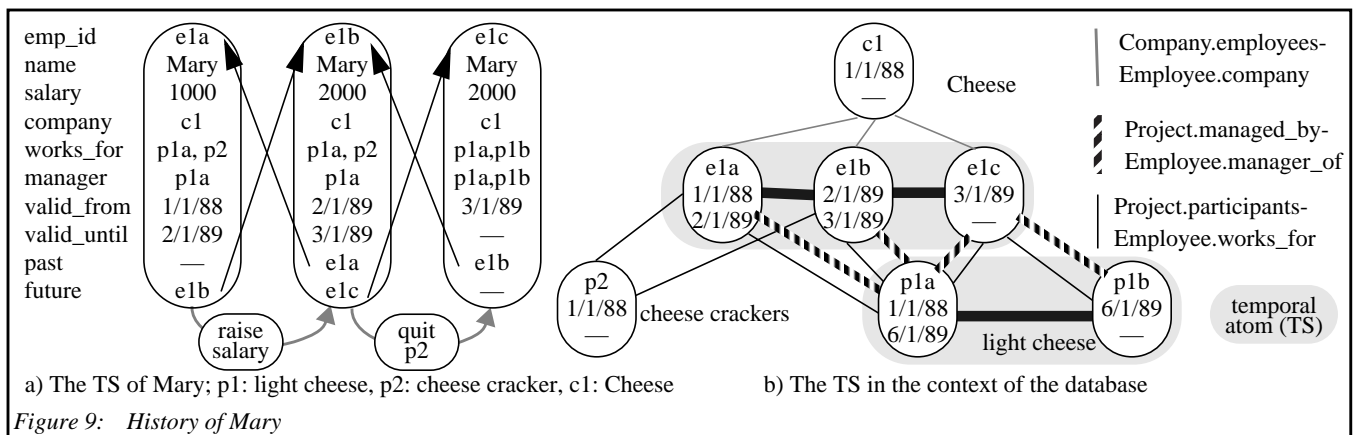 emp_id e1a e1b e1c
name Mary Mary Mary
salary 1000 2000 2000
company c1 c1 c1
works_for p1a, p2 p1a, p2 p1a,p1b
manager p1a p1a p1a,p1b
valid_from 1/1/88 2/1/89 3/1/89
valid_until 2/1/89 3/1/89 —
past — e1a e1b
future e1b e1c —
raise
salary
quit
p2
a) The TS of Mary; p1: light cheese, p2: cheese cracker, c1: Cheese
c1
1/1/88
—
Cheese
e1a
1/1/88
2/1/89
e1b
2/1/89
3/1/89
e1c
3/1/89
—
p2
1/1/88
—
cheese crackers
p1a
1/1/88
6/1/89
light cheese
p1b
6/1/89
—
Company.employees-
Employee.company
Project.managed_by-
Employee.manager_of
Project.participants-
Employee.works_for
temporal
atom (TS)
b) The TS in the context of the database
Figure 9: History of Mary